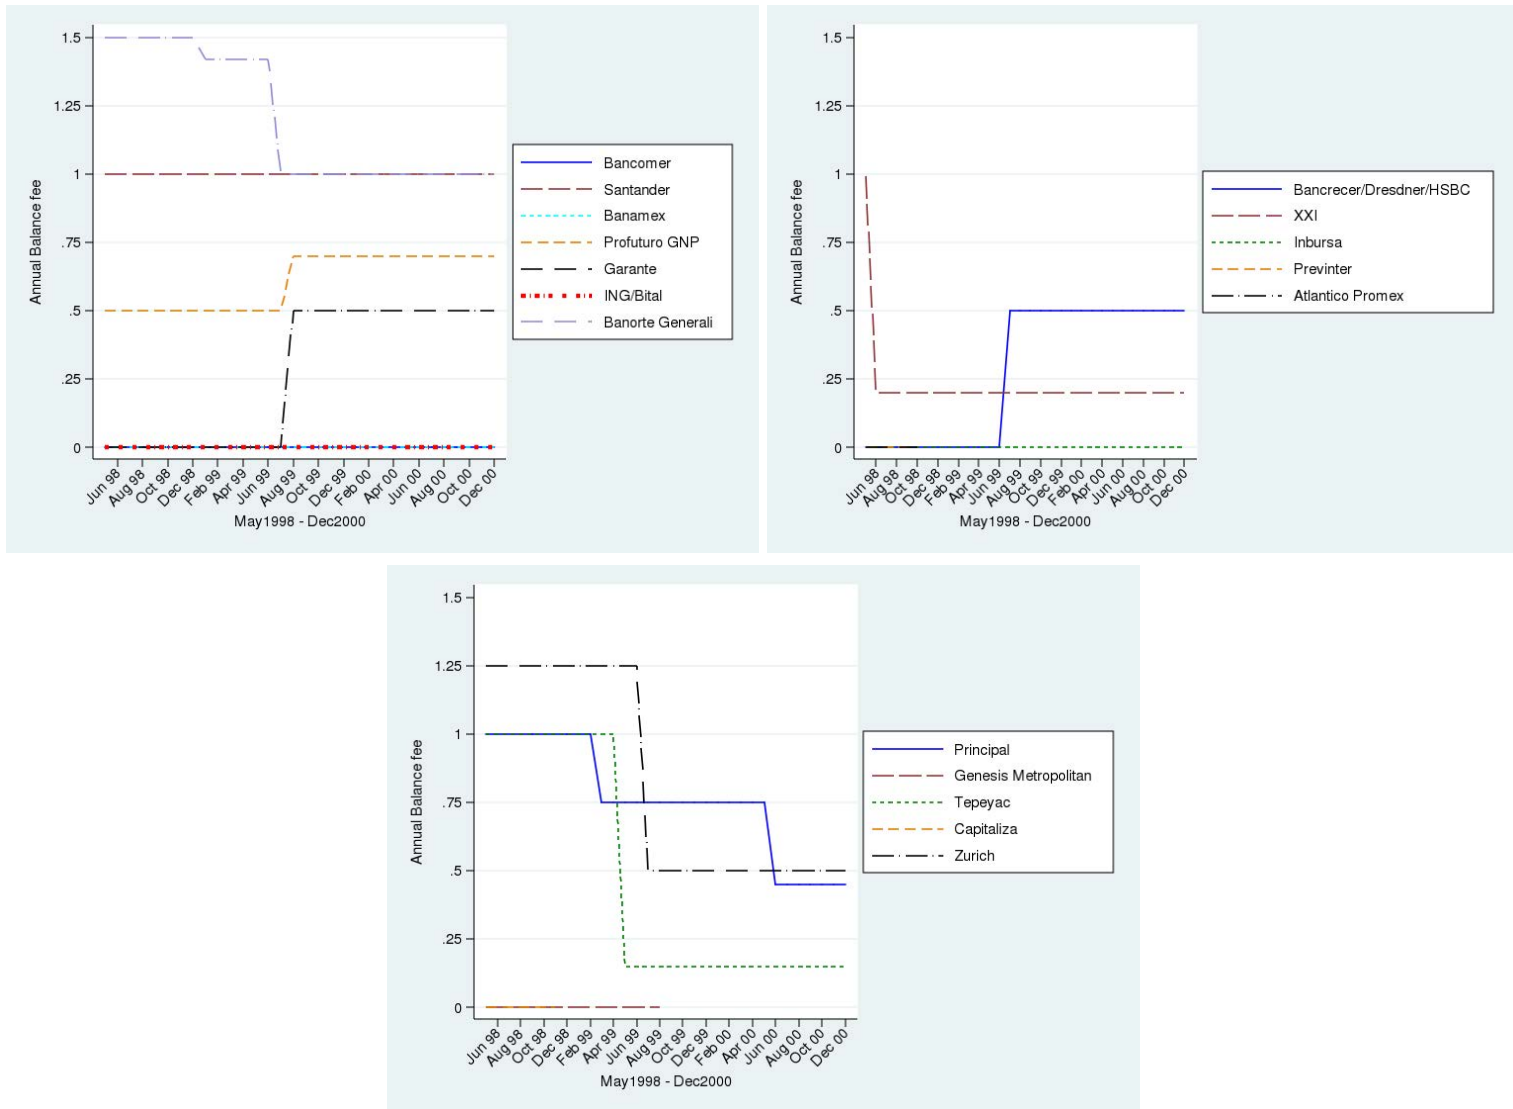 1.5
1.25
1
.75
.5
.25
0
Annual Balance fee
Jun 98
Aug 98
Oct 98
Dec 98
Feb 99
Apr 99
Jun 99
Aug 99
Oct 99
Dec 99
Feb 00
Apr 00
Jun 00
Aug 00
Oct 00
Dec 00
May1998 - Dec2000
Bancomer
Santander
Banamex
Profuturo GNP
Garante
ING/Bital
Banorte Generali
1.5
1.25
1
.75
.5
.25
0
Annual Balance fee
Jun 98
Aug 98
Oct 98
Dec 98
Feb 99
Apr 99
Jun 99
Aug 99
Oct 99
Dec 99
Feb 00
Apr 00
Jun 00
Aug 00
Oct 00
Dec 00
May1998 - Dec2000
Bancrecer/Dresdner/HSBC
XXI
Inbursa
Previnter
Atlantico Promex
1.5
1.25
1
.75
.5
.25
0
Annual Balance fee
Jun 98
Aug 98
Oct 98
Dec 98
Feb 99
Apr 99
Jun 99
Aug 99
Oct 99
Dec 99
Feb 00
Apr 00
Jun 00
Aug 00
Oct 00
Dec 00
May1998 - Dec2000
Principal
Genesis Metropolitan
Tepeyac
Capitaliza
Zurich